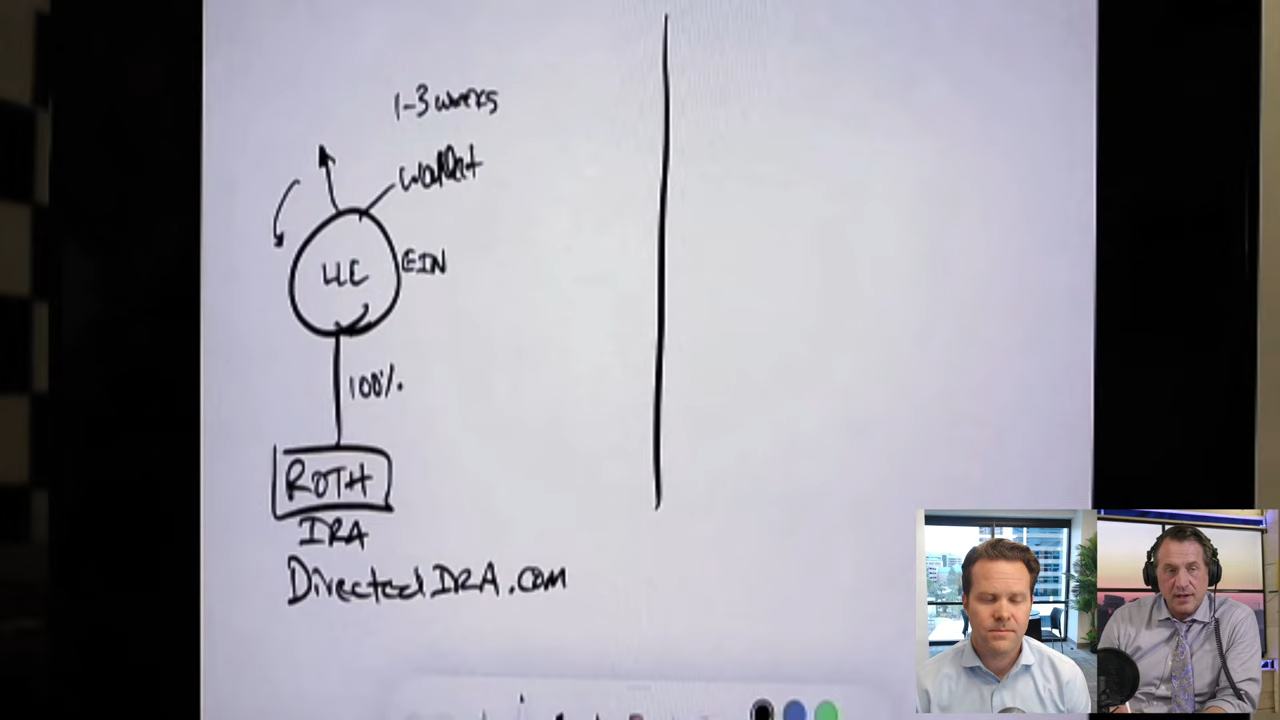 1-3 weeks
wallet
LLC
EIN
100%
ROTH
IRA
DirectedIRA.com